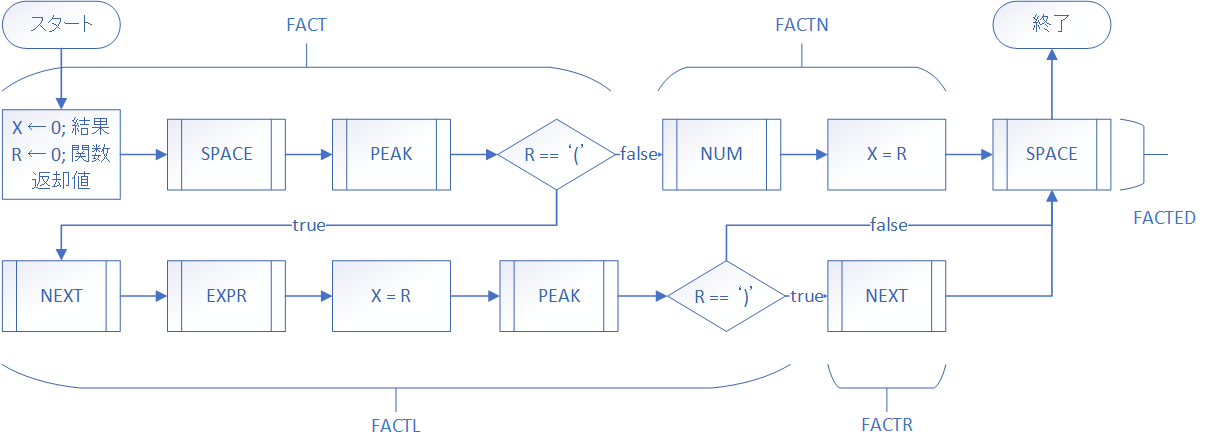 スタート
FACT
FACTN
終了
X ← 0; 結果
R ← 0; 関数
返却値
SPACE
PEAK
R == ‘(’
false
NUM
X = R
SPACE
FACTED
true
false
NEXT
EXPR
X = R
PEAK
R == ‘)’
true
NEXT
FACTL
FACTR